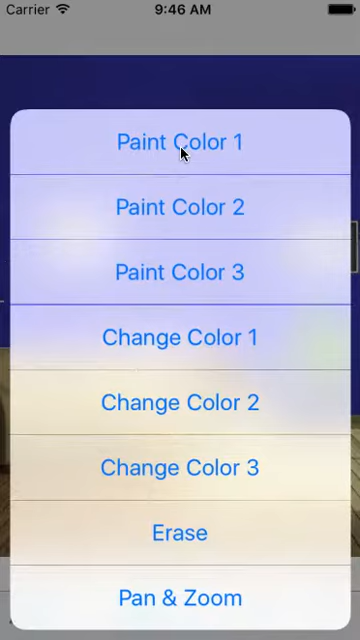 Carrier 9:46 AM
Paint Color 1
Paint Color 2
Paint Color 3
Change Color 1
Change Color 2
Change Color 3
Erase
Pan & Zoom